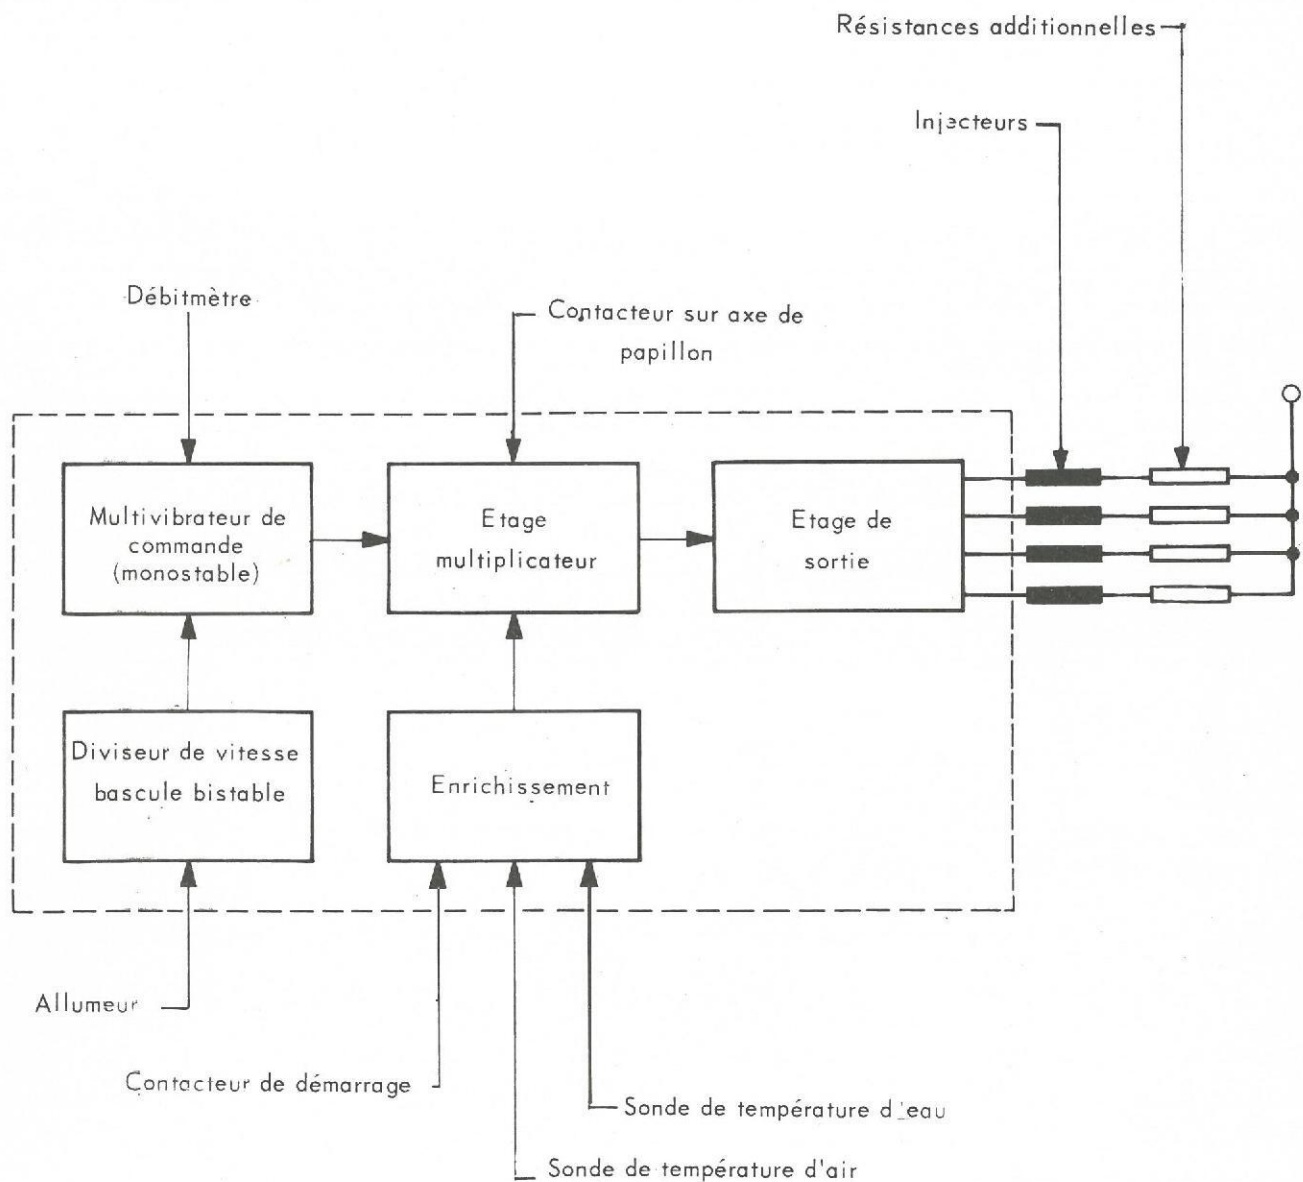 Résistances additionnelles
Injecteurs
Débitmètre
Contacteur sur axe de
papillon
Multivibrateur de
commande
(monostable)
Etage
multiplicateur
Etage de
sortie
Diviseur de vitesse
bascule bistable
Enrichissement
Allumeur
Contacteur de démarrage
Sonde de température d'eau
Sonde de température d'air